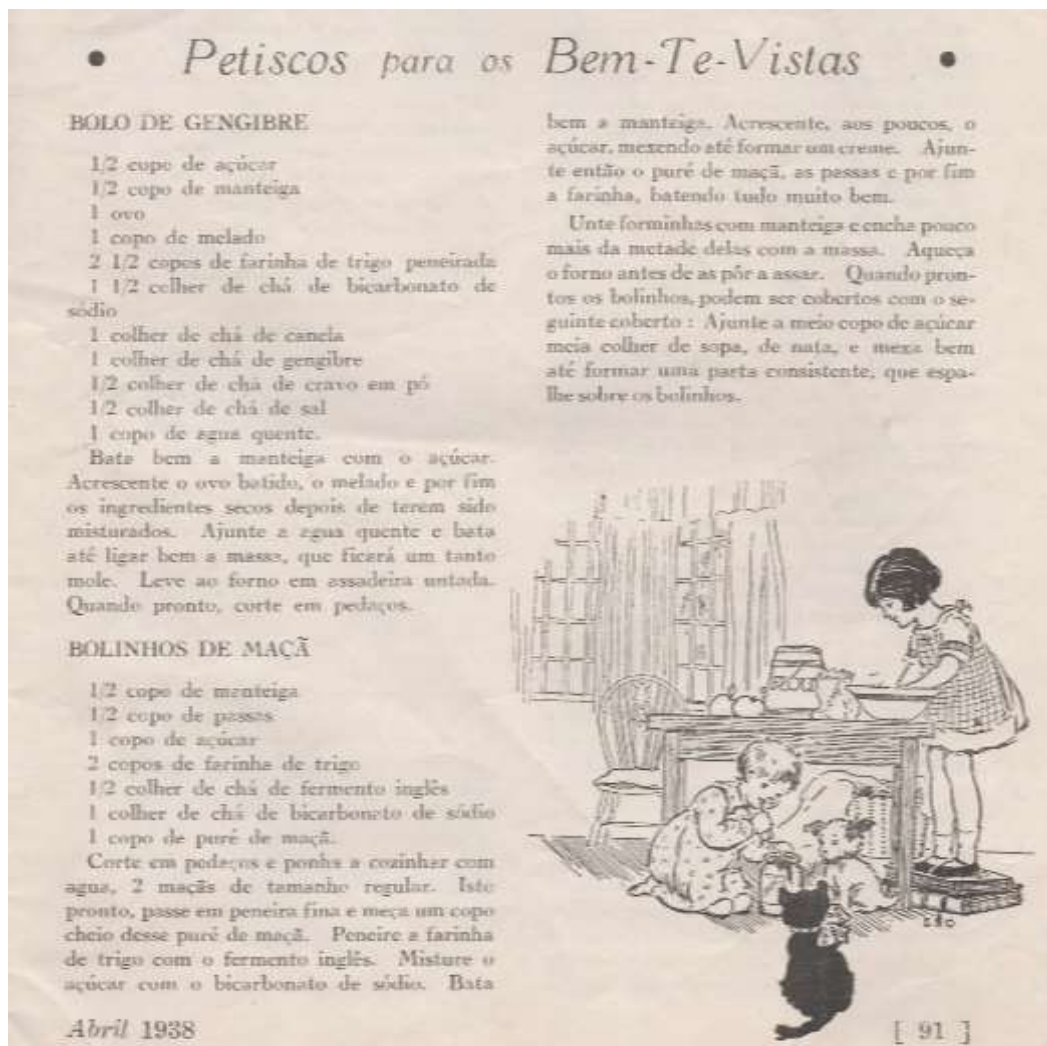 • Petiscos para os Bem-Te-Vistas •
BOLO DE GENGIBRE
1/2 copo de açúcar
1/2 copo de manteiga
1 ovo
1 copo de melado
2 1/2 copos de farinha de trigo peneirada
1 1/2 colher de chá de bicarbonato de
sódio
1 colher de chá de canela
1 colher de chá de gengibre
1/2 colher de chá de cravo em pó
1/2 colher de chá de sal
1 copo de agua quente.
Bata bem a manteiga com o açúcar.
Acrescente o ovo batido, o melado e por fim
os ingredientes secos depois de terem sido
misturados. Ajunte a agua quente e bata
até ligar bem a massa, que ficará um tanto
mole. Leve ao forno em assadeira untada.
Quando pronto, corte em pedaços.
BOLINHOS DE MAÇÃ
1/2 copo de manteiga
1/2 copo de passas
1 copo de açúcar
2 copos de farinha de trigo
1/2 colher de chá de fermento inglês
1 colher de chá de bicarbonato de sódio
1 copo de puré de maçã.
Corte em pedaços e ponha a cozinhar com
agua, 2 maçãs de tamanho regular. Isto
pronto, passe em peneira fina e meça um copo
cheio desse puré de maçã. Peneire a farinha
de trigo com o fermento inglês. Misture o
açúcar com o bicarbonato de sódio. Bata
bem a manteiga. Acrescente, aos poucos, o
açúcar, mexendo até formar um creme. Ajun-
te então o puré de maçã, as passas e por fim
a farinha, batendo tudo muito bem.
Unte forminhas com manteiga e encha pouco
mais da metade delas com a massa. Aqueça
o forno antes de as pôr a assar. Quando pron-
tos os bolinhos, podem ser cobertos com o se-
guinte coberto : Ajunte a meio copo de açúcar
meia colher de sopa, de nata, e mexa bem
até formar uma pasta consistente, que espa-
lhe sobre os bolinhos.
FLOUR
Abril 1938
[ 91 ]